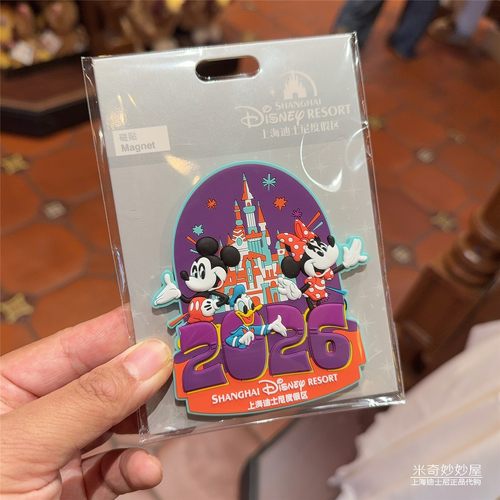 SHANGHAI
DISNEY RESORT
上海迪士尼度假区
磁贴
Magnet
2026
SHANGHAI DISNEY RESORT
上海迪士尼度假区
米奇妙妙屋
上海迪士尼正品代购